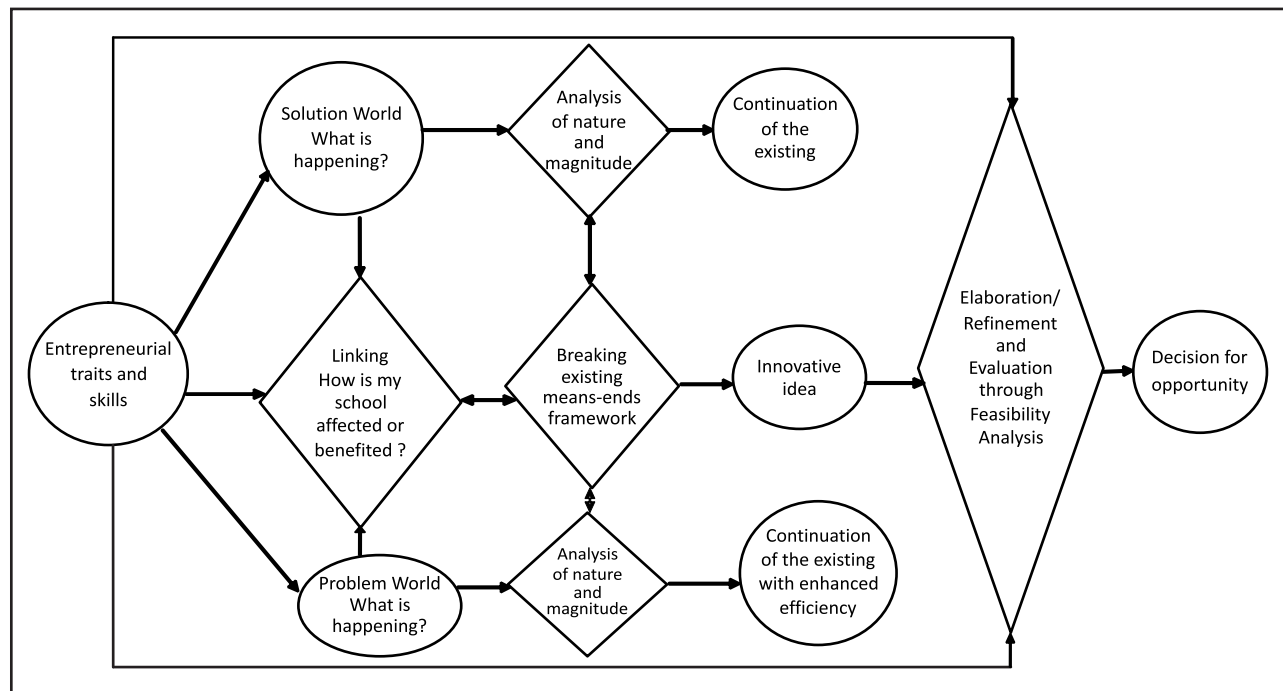 Solution World
What is
happening?
Analysis
of nature
and
magnitude
Continuation
of the
existing
Entrepreneurial
traits and
skills
Linking
How is my
school
affected or
benefited ?
Breaking
existing
means-ends
framework
Innovative
idea
Elaboration/
Refinement
and
Evaluation
through
Feasibility
Analysis
Decision for
opportunity
Problem World
What is
happening?
Analysis
of nature
and
magnitude
Continuation
of the existing
with enhanced
efficiency